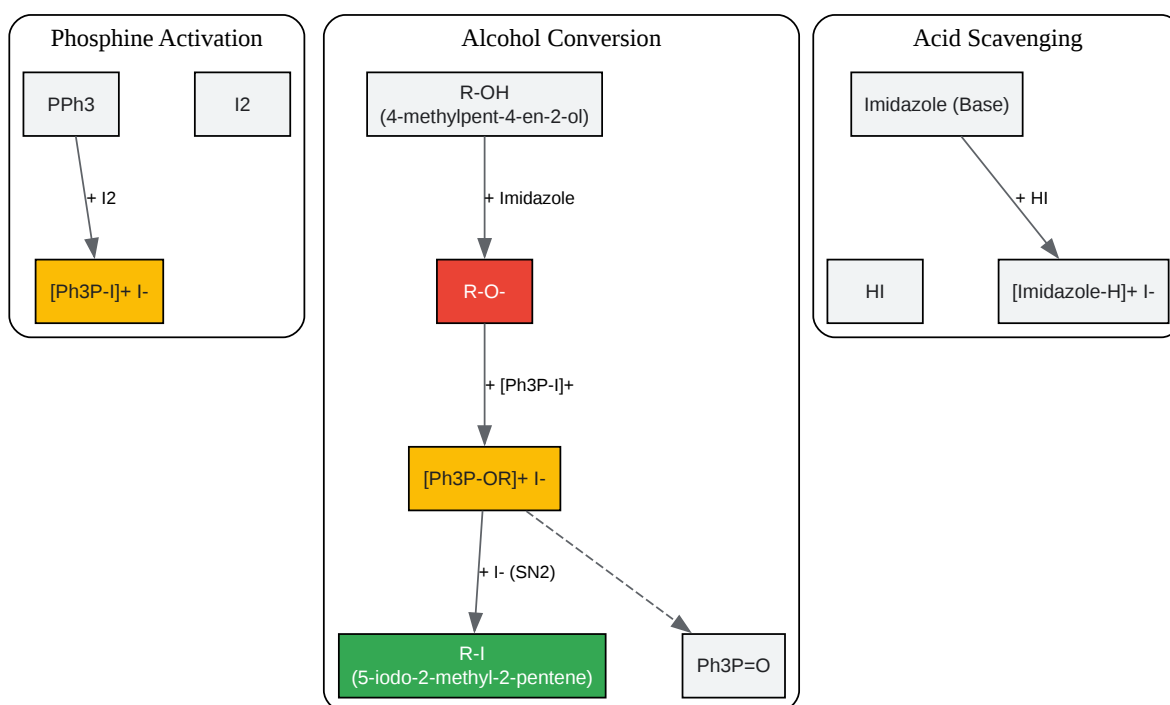 Phosphine Activation
PPh3
I2
+ I2
[Ph3P-I]+ I-
Alcohol Conversion
R-OH
(4-methylpent-4-en-2-ol)
+ Imidazole
R-O-
+ [Ph3P-I]+
[Ph3P-OR]+ I-
+ I- (SN2)
R-I
(5-iodo-2-methyl-2-pentene)
Ph3P=O
Acid Scavenging
Imidazole (Base)
+ HI
HI
[Imidazole-H]+ I-